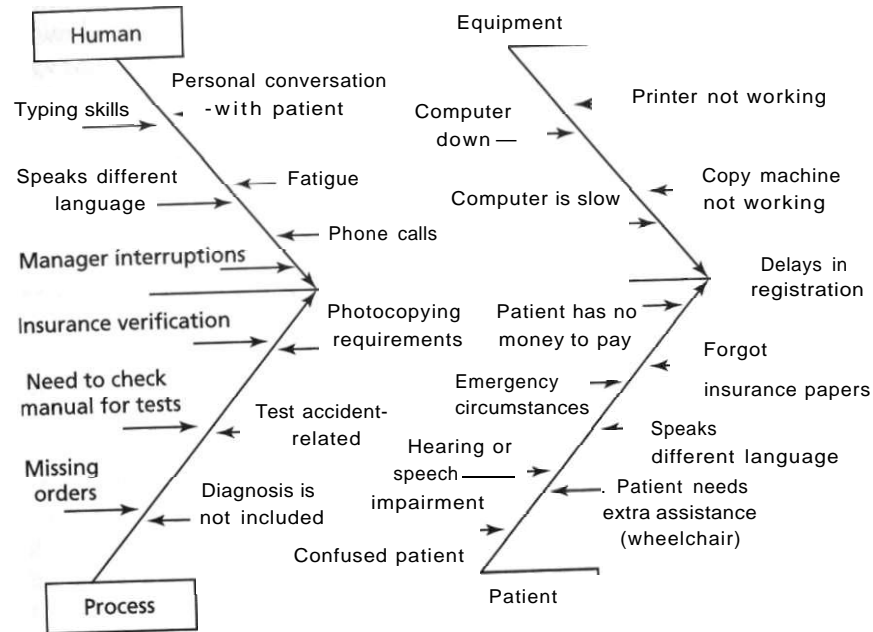 Human
Personal conversation
-with patient
Typing skills
Speaks different
language
Fatigue
Phone calls
Manager interruptions
Equipment
Printer not working
Computer
down
Copy machine
not working
Computer is slow
Delays in
registration
Insurance verification
Photocopying
requirements
Need to check
manual for tests
Test accident-
related
Missing
orders
Diagnosis is
not included
Process
Patient has no
money to pay
Forgot
insurance papers
Emergency
circumstances
Speaks
different language
Hearing or
speech
impairment
. Patient needs
extra assistance
(wheelchair)
Confused patient
Patient